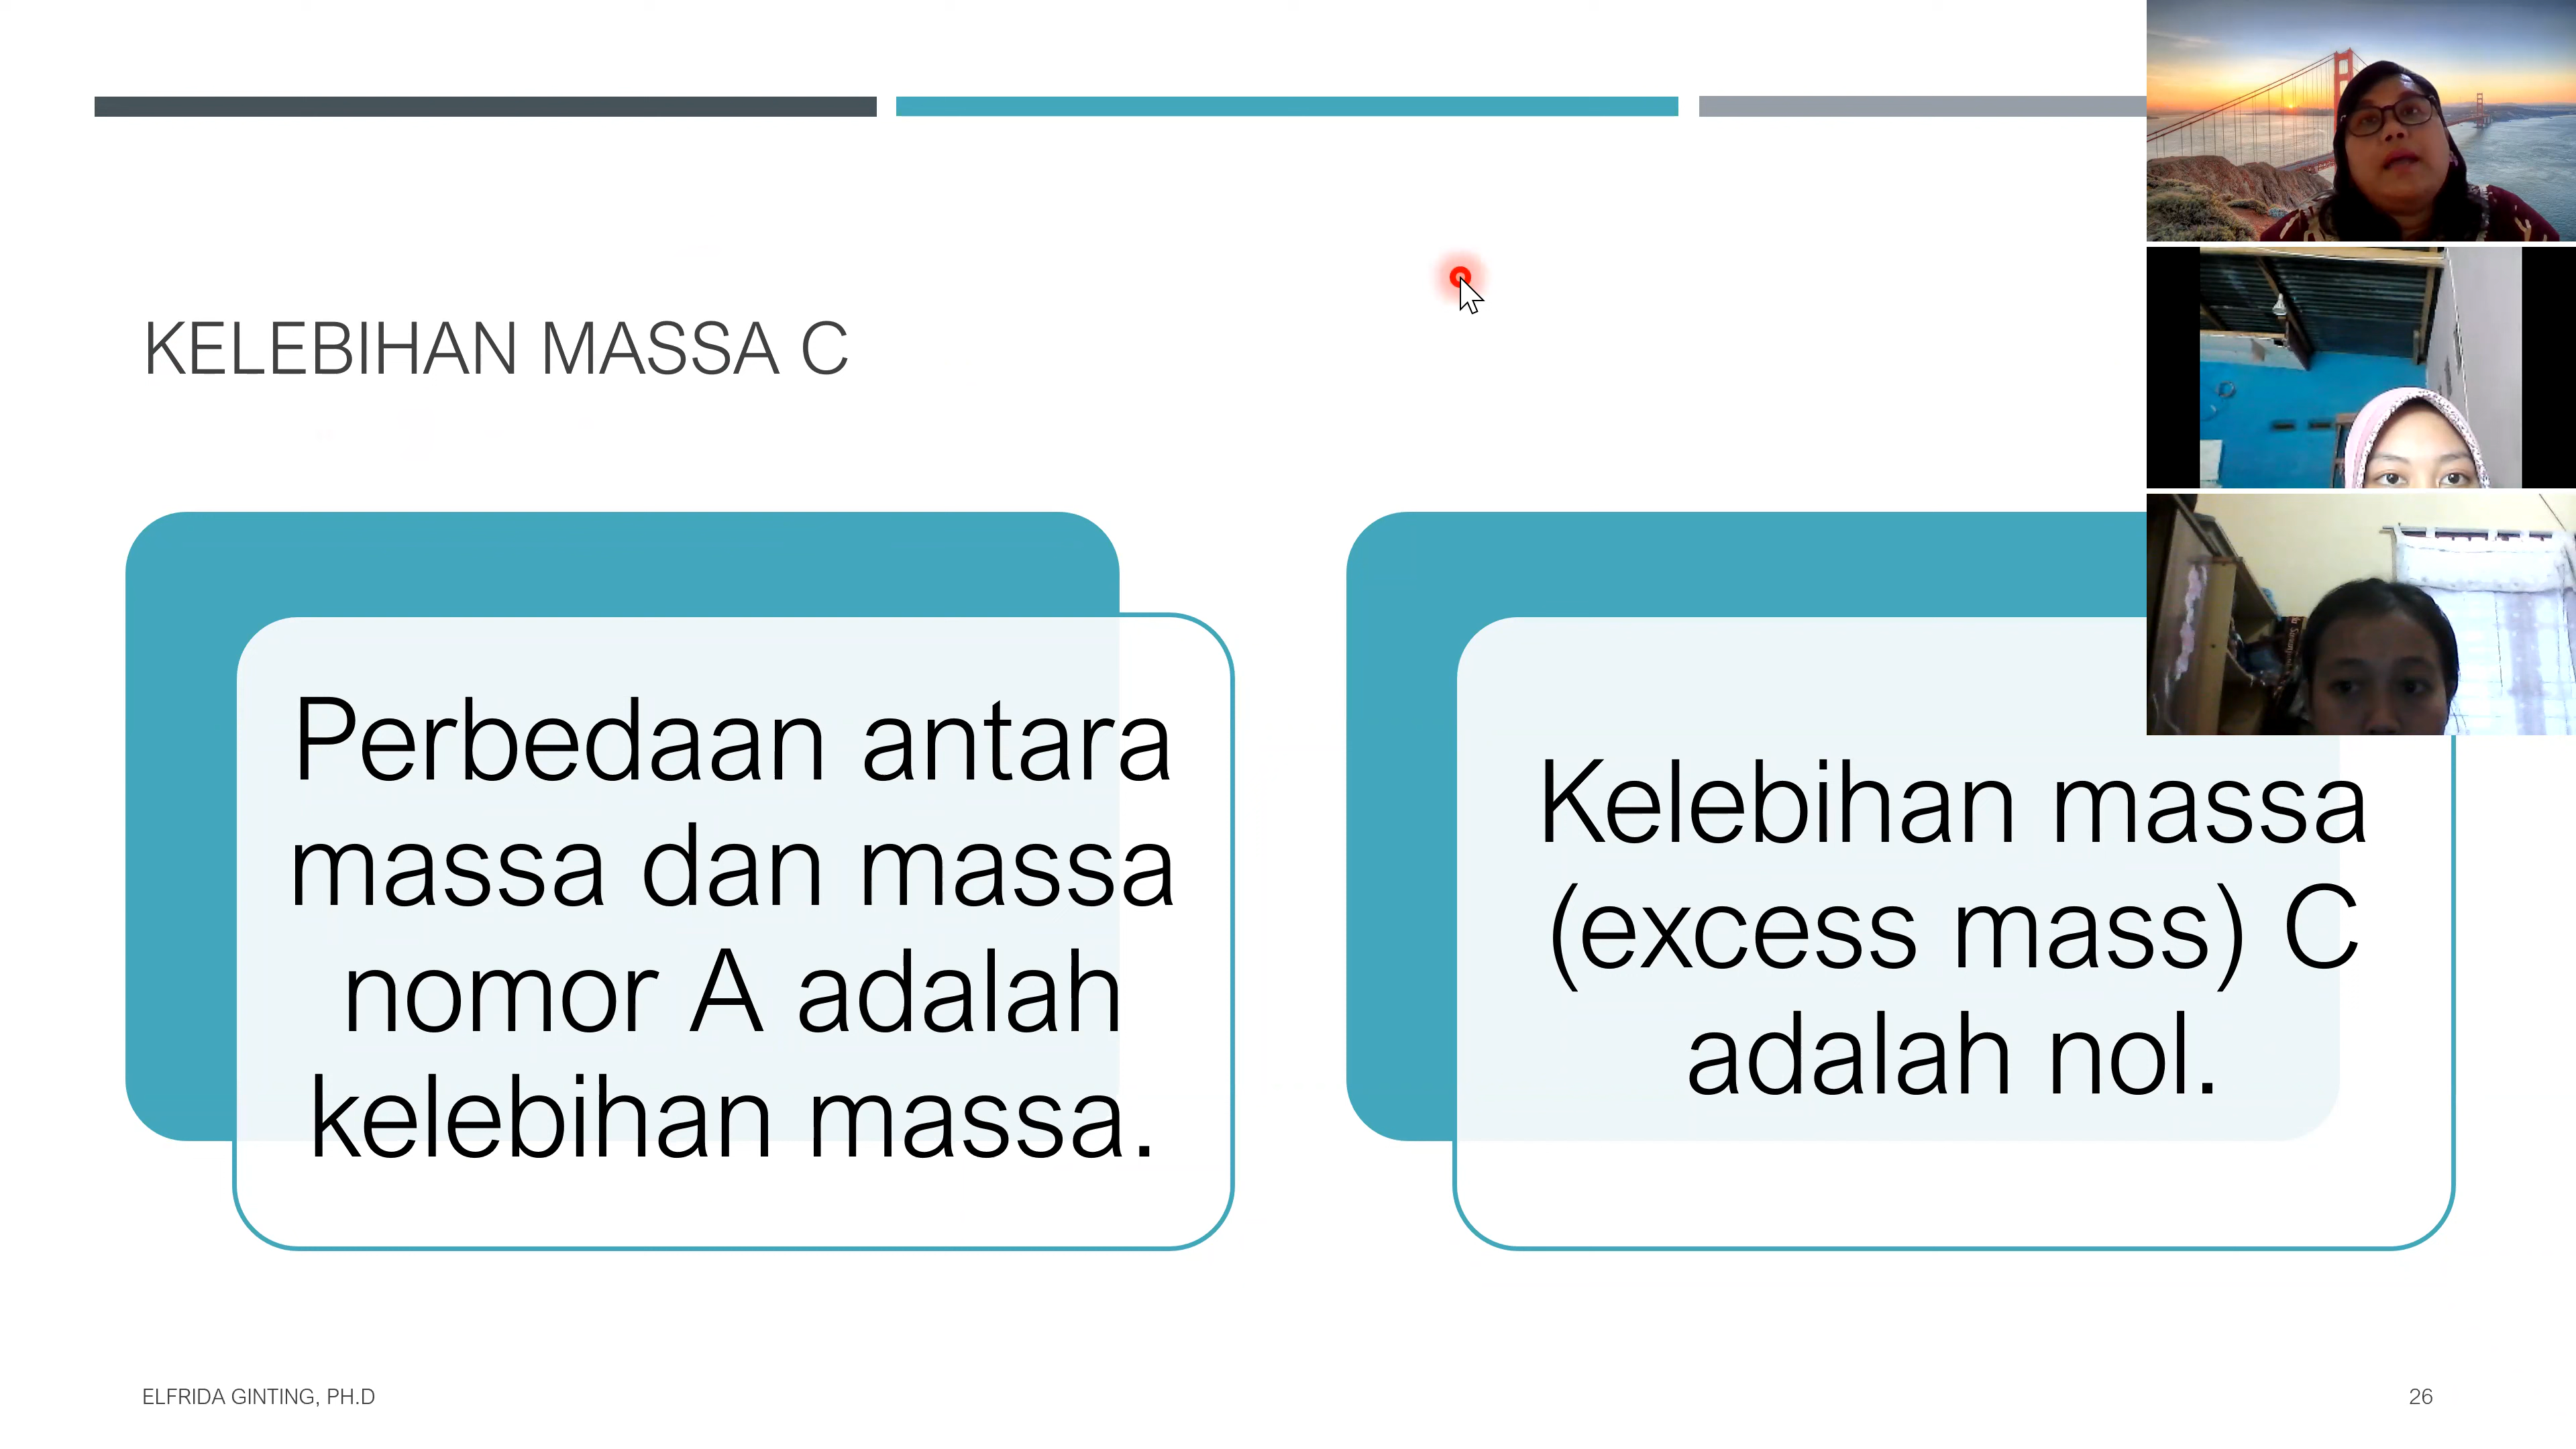 KELEBIHAN MASSA C
Perbedaan antara
massa dan massa
nomor A adalah
kelebihan massa.
Kelebihan massa
(excess mass) C
adalah nol.
ELFRIDA GINTING, PH.D
26